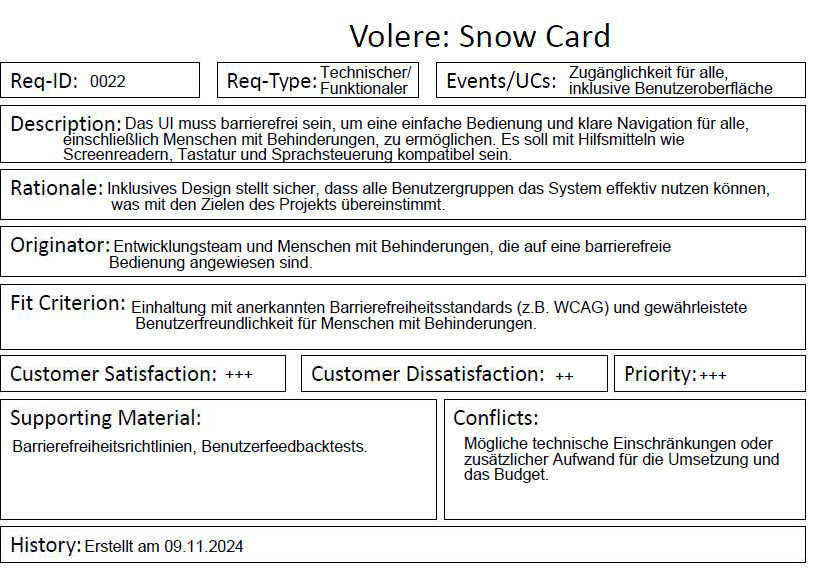 Volere: Snow Card
Req-ID: 0022
Req-Type: Technischer/
Funktionaler
Events/UCs: Zugänglichkeit für alle,
inklusive Benutzeroberfläche
Description: Das UI muss barrierefrei sein, um eine einfache Bedienung und klare Navigation für alle,
einschließlich Menschen mit Behinderungen, zu ermöglichen. Es soll mit Hilfsmitteln wie
Screenreadern, Tastatur und Sprachsteuerung kompatibel sein.
Rationale: Inklusives Design stellt sicher, dass alle Benutzergruppen das System effektiv nutzen können,
was mit den Zielen des Projekts übereinstimmt.
Originator: Entwicklungsteam und Menschen mit Behinderungen, die auf eine barrierefreie
Bedienung angewiesen sind.
Fit Criterion: Einhaltung mit anerkannten Barrierefreiheitsstandards (z.B. WCAG) und gewährleistete
Benutzerfreundlichkeit für Menschen mit Behinderungen.
Customer Satisfaction: +++
Customer Dissatisfaction: ++
Priority: +++
Supporting Material:
Barrierefreiheitsrichtlinien, Benutzerfeedbacktests.
Conflicts:
Mögliche technische Einschränkungen oder
zusätzlicher Aufwand für die Umsetzung und
das Budget.
History: Erstellt am 09.11.2024